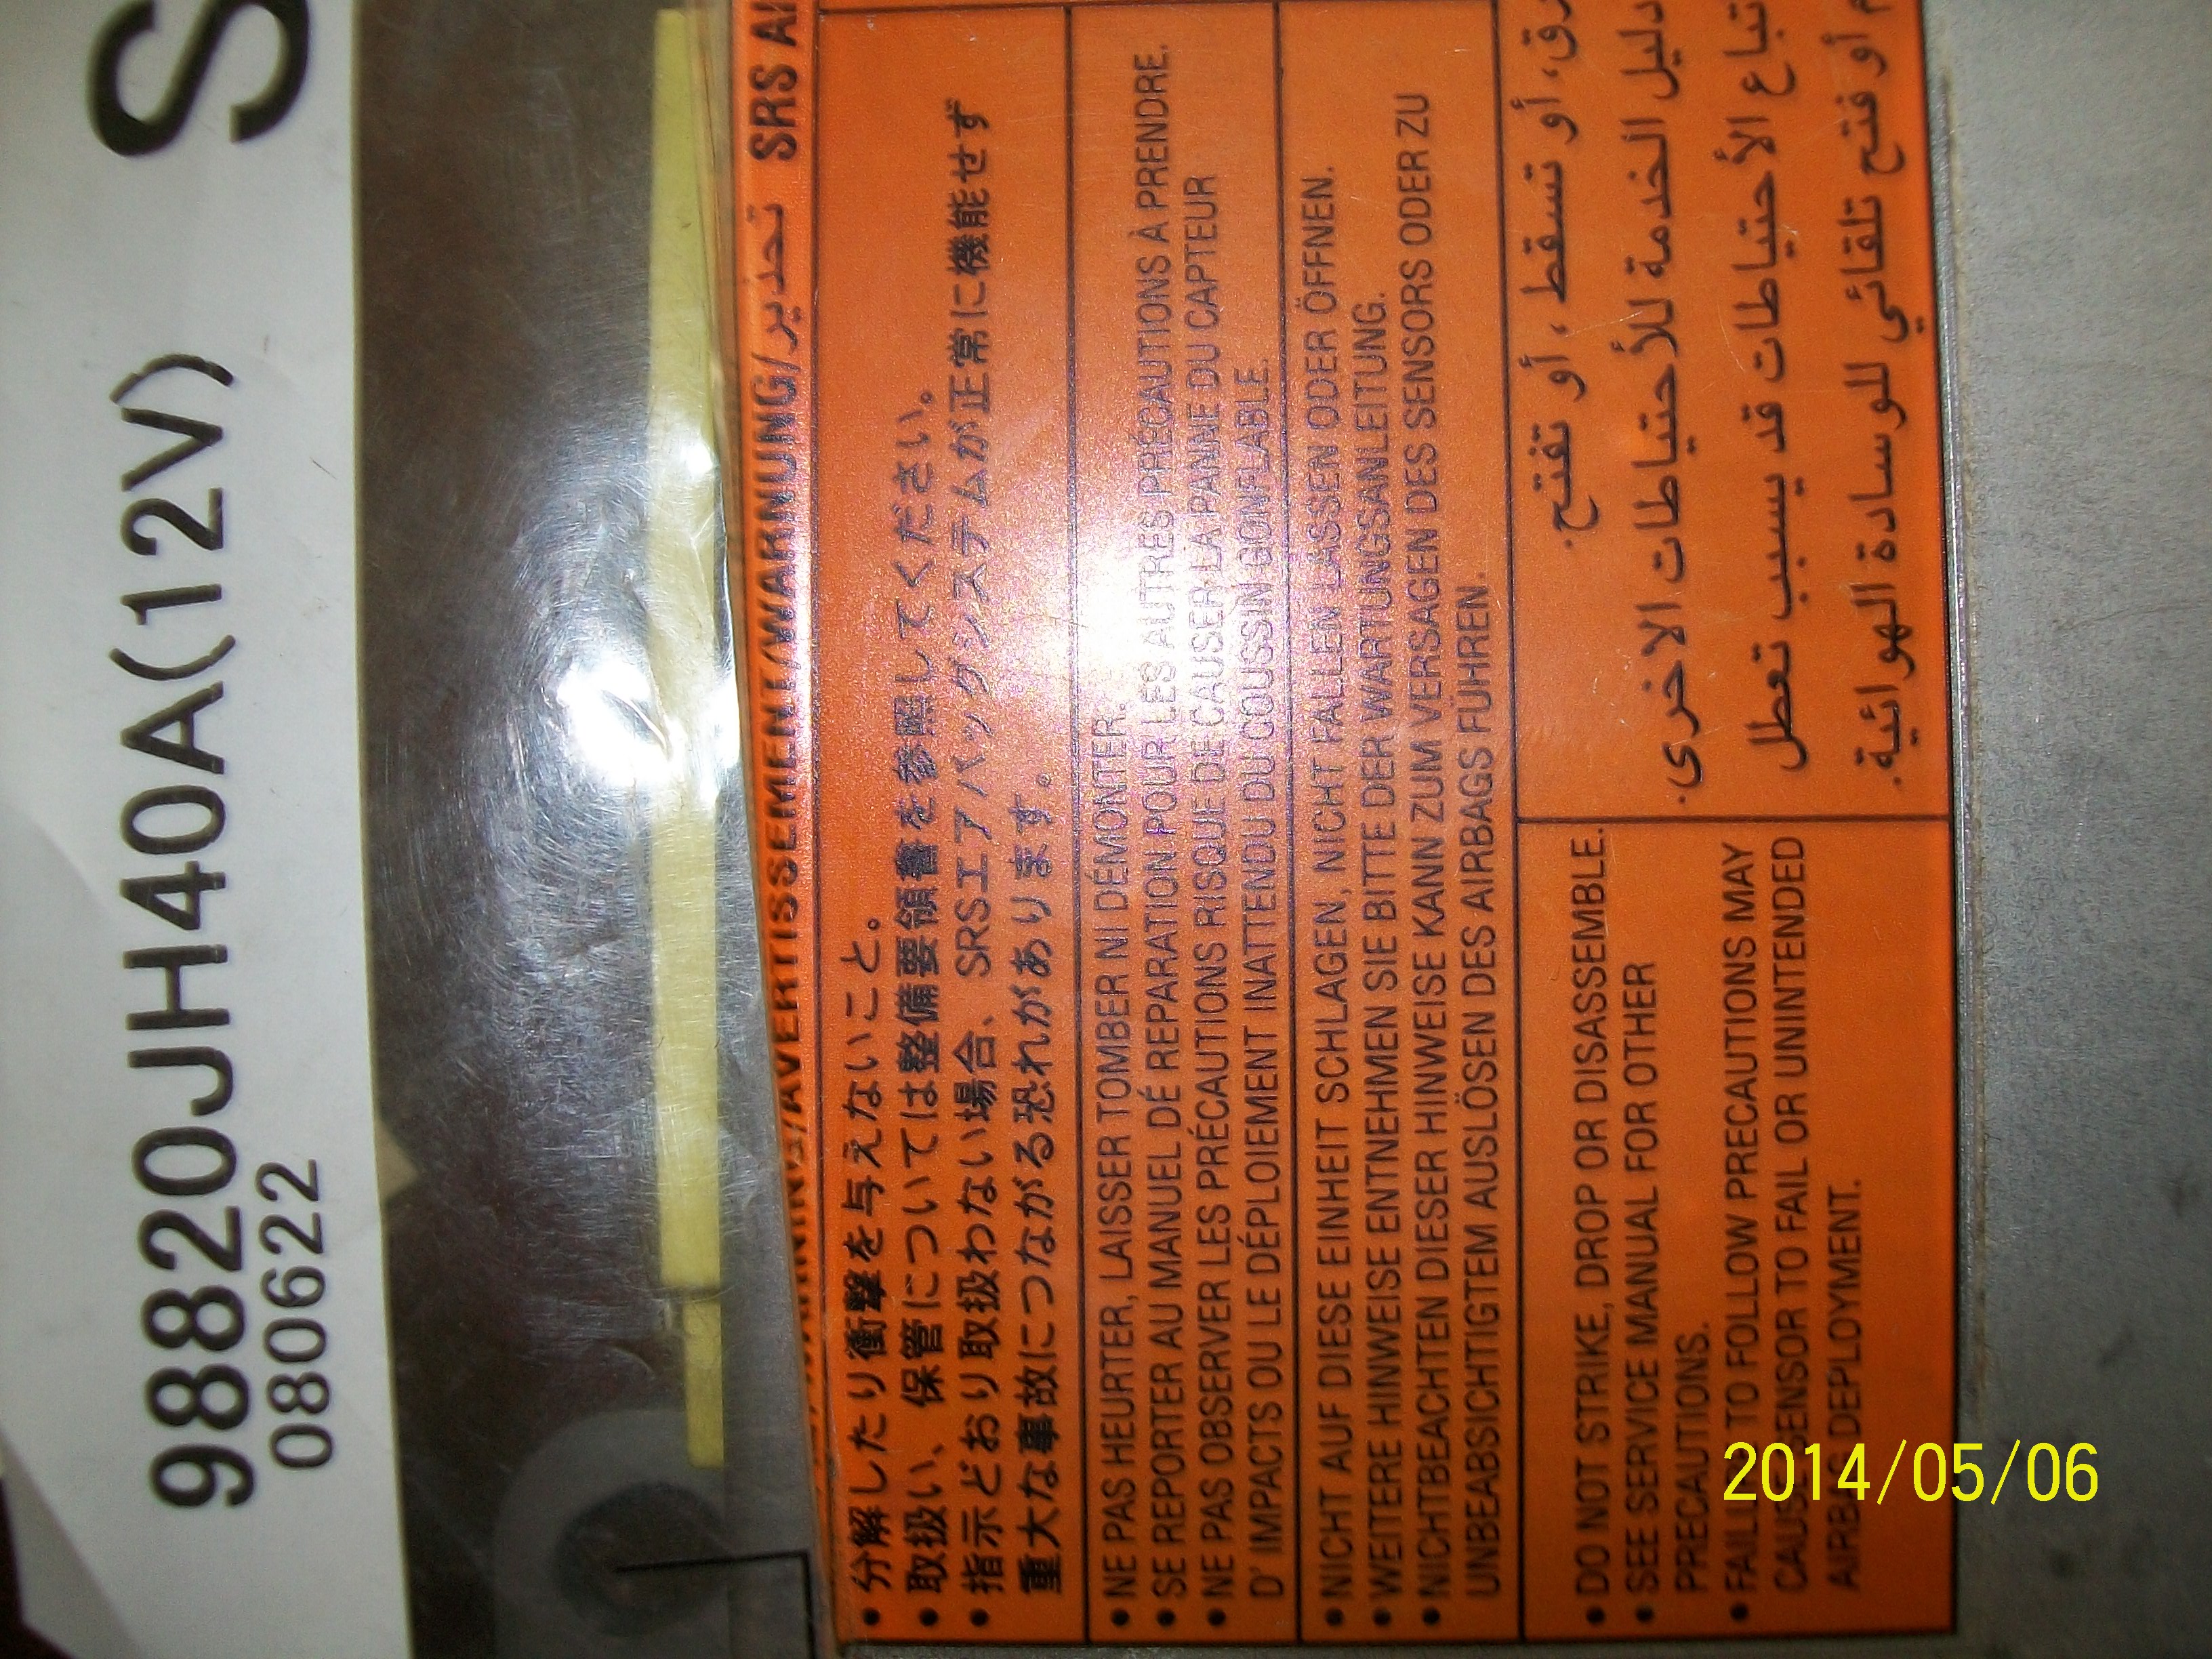 98820JH40A(12V) S
080622
AVERTISSEMENT/WARNUNG/تحذير SRS AI
• 分解したり衝撃を与えないこと。
• 取扱い、保管については整備要領書を参照してください。
• 指示どおり取扱わない場合、SRSエアバッグシステムが正常に機能せず
重大な事故につながる恐れがあります。
• NE PAS HEURTER, LAISSER TOMBER NI DÉMONTER.
• SE REPORTER AU MANUEL DÉ REPARATION POUR LES AUTRES PRÉCAUTIONS À PRENDRE.
• NE PAS OBSERVER LES PRÉCAUTIONS RISQUE DE CAUSER LA PANNE DU CAPTEUR
D' IMPACTS OU LE DÉPLOIEMENT INATTENDU DU COUSSIN GONFLABLE.
• NICHT AUF DIESE EINHEIT SCHLAGEN, NICHT FALLEN LASSEN ODER ÖFFNEN.
• WEITERE HINWEISE ENTNEHMEN SIE BITTE DER WARTUNGSANLEITUNG.
• NICHTBEACHTEN DIESER HINWEISE KANN ZUM VERSAGEN DES SENSORS ODER ZU
UNBEABSICHTIGTEM AUSLÖSEN DES AIRBAGS FÜHREN.
• DO NOT STRIKE, DROP OR DISASSEMBLE.
• SEE SERVICE MANUAL FOR OTHER
PRECAUTIONS.
• FAILURE TO FOLLOW PRECAUTIONS MAY
CAUSE SENSOR TO FAIL OR UNINTENDED
AIRBAG DEPLOYMENT.
أو تسقط، أو تفتح.
دليل الخدمة للأحتياطات الاخرى.
تباع الأحتياطات قد يسبب تعطل
أو فتح تلقائي للوسادة الهوائية.
2014/05/06